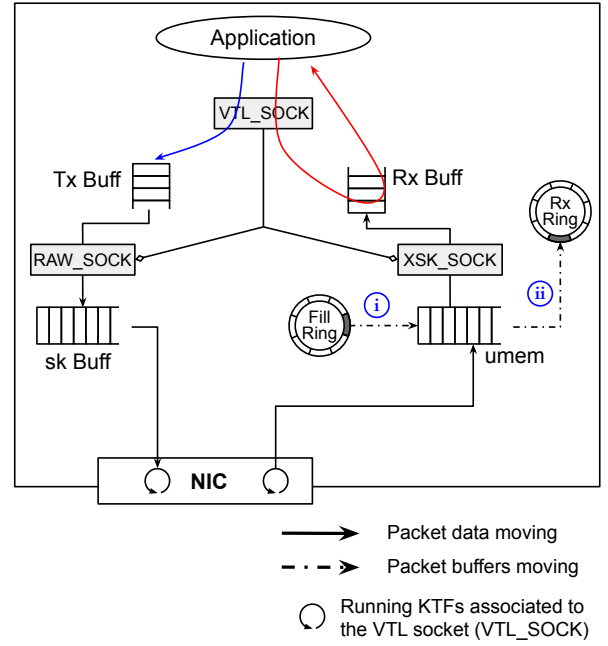 Application
VTL_SOCK
Tx Buff
Rx Buff
Rx
Ring
RAW_SOCK
XSK_SOCK
i
ii
Fill
Ring
sk Buff
umem
NIC
Packet data moving
Packet buffers moving
Running KTFs associated to
the VTL socket (VTL_SOCK)